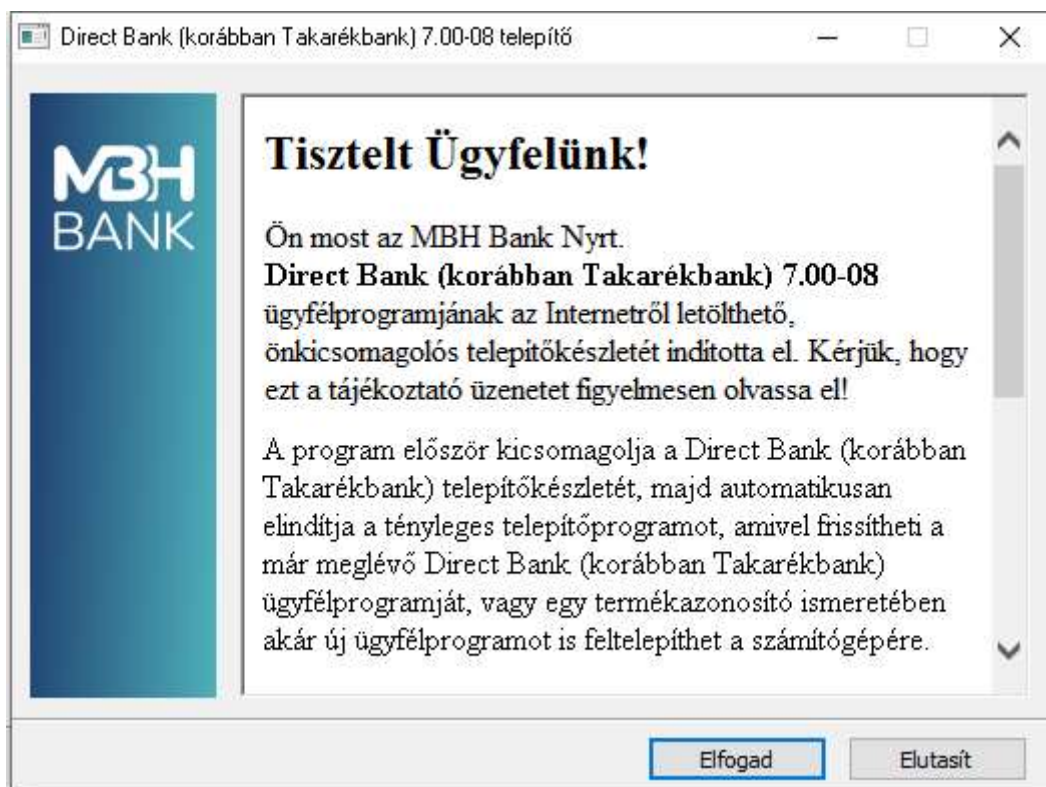 Direct Bank (korábban Takarékbank) 7.00-08 telepítő
MBH
BANK
Tisztelt Ügyfelünk!
Ön most az MBH Bank Nyrt.
Direct Bank (korábban Takarékbank) 7.00-08
ügyfélprogramjának az Internetről letölthető,
önkicsomagolós telepítőkészletét indította el. Kérjük, hogy
ezt a tájékoztató üzenetet figyelmesen olvassa el!
A program először kicsomagolja a Direct Bank (korábban
Takarékbank) telepítőkészletét, majd automatikusan
elindítja a tényleges telepítőprogramot, amivel frissítheti a
már meglévő Direct Bank (korábban Takarékbank)
ügyfélprogramját, vagy egy termékazonosító ismeretében
akár új ügyfélprogramot is feltelepíthet a számítógépére.
Elfogad
Elutasít